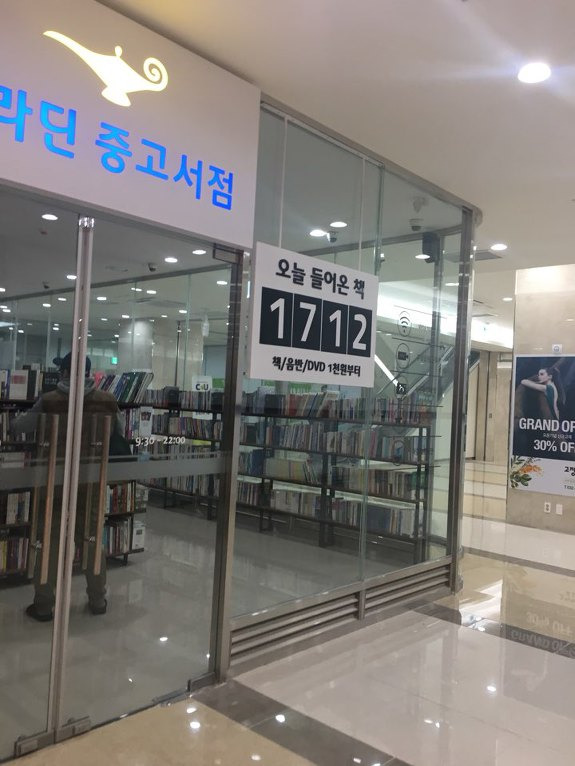 라딘 중고서점
오늘 들어온 책
1712
책/음반/DVD 1천원부터
9:30 - 22:00
GRAND OP
30% OF